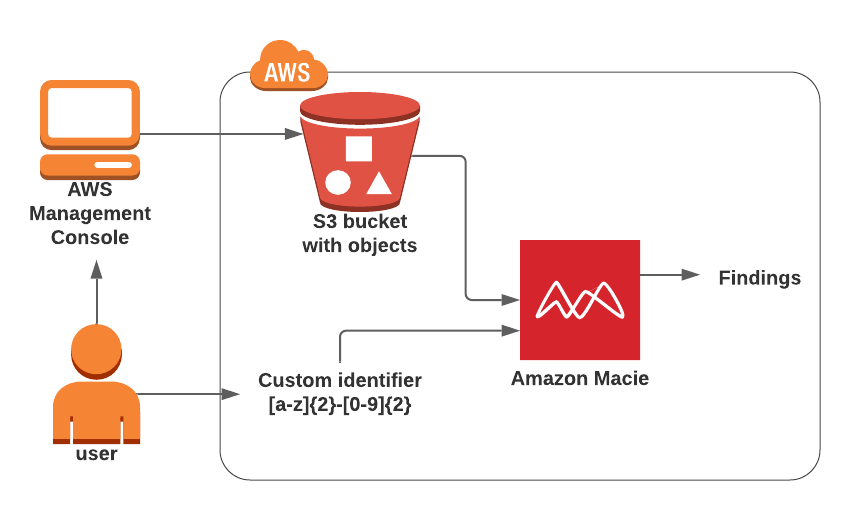 AWS
AWS
Management
Console
S3 bucket
with objects
Findings
Amazon Macie
Custom identifier
[a-z]{2}-[0-9]{2}
user